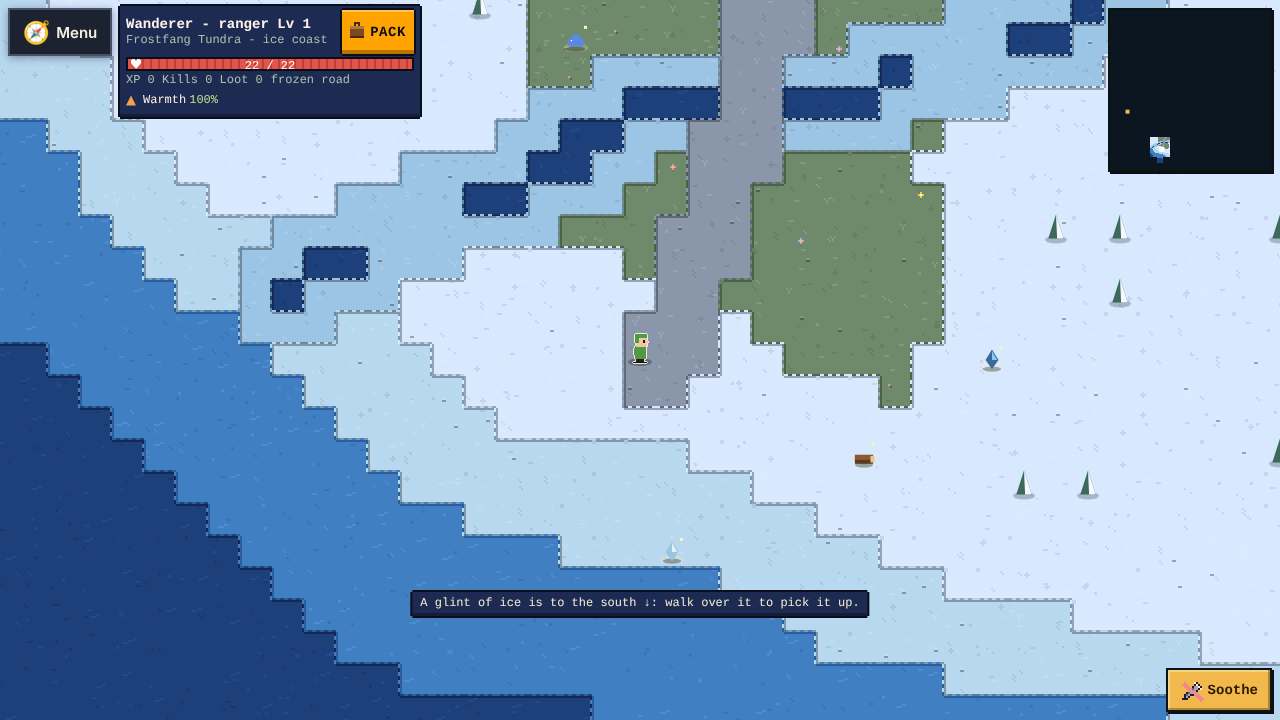 Menu
Wanderer - ranger Lv 1
Frostfang Tundra - ice coast
PACK
22 / 22
XP 0 Kills 0 Loot 0 frozen road
Warmth 100%
A glint of ice is to the south ↓: walk over it to pick it up.
Soothe